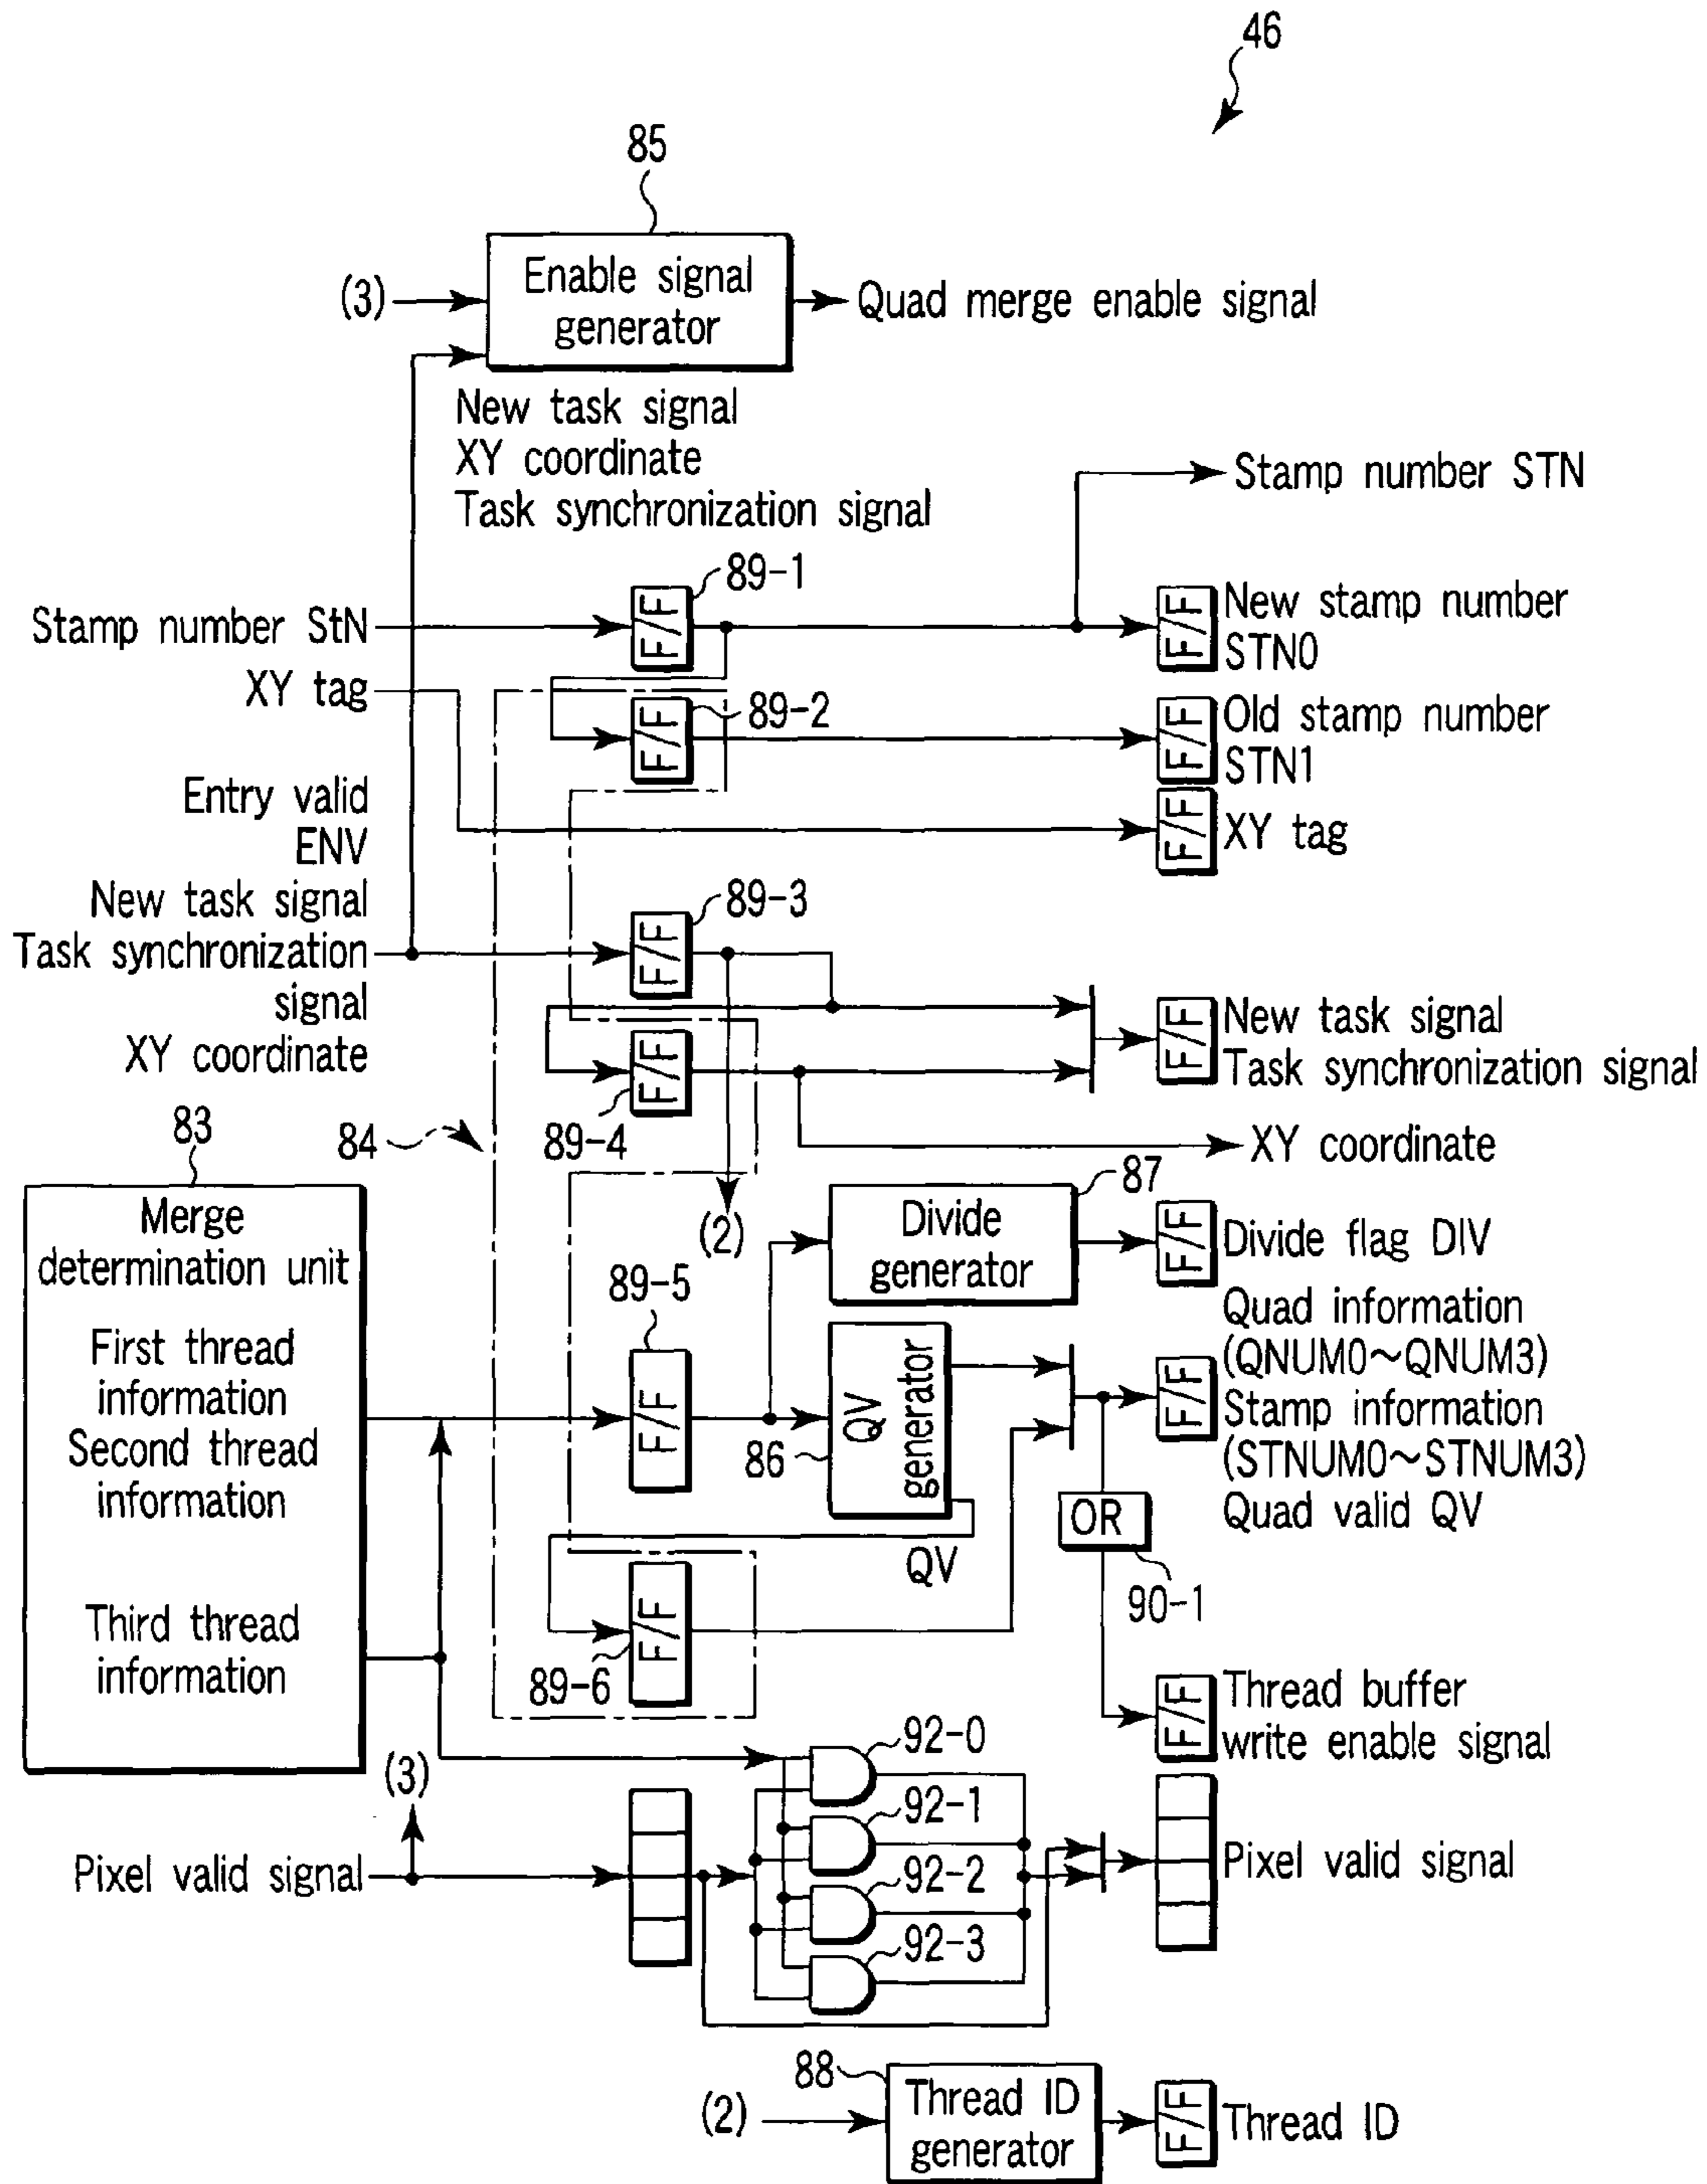 46
85
Enable signal
generator
(3)
Quad merge enable signal
New task signal
XY coordinate
Task synchronization signal
Stamp number STN
89-1
Stamp number StN
F/F
F/F
New stamp number
STN0
XY tag
89-2
F/F
F/F
Old stamp number
STN1
Entry valid
ENV
F/F
XY tag
New task signal
Task synchronization
signal
XY coordinate
89-3
F/F
F/F
New task signal
Task synchronization signal
F/F
89-4
XY coordinate
83
84
Merge
determination unit
First thread
information
Second thread
information
Third thread
information
(2)
87
Divide
generator
F/F
Divide flag DIV
89-5
F/F
QV
generator
86
QV
F/F
Quad information
(QNUM0~QNUM3)
Stamp information
(STNUM0~STNUM3)
Quad valid QV
OR
90-1
F/F
89-6
F/F
Thread buffer
write enable signal
92-0
92-1
92-2
92-3
(3)
Pixel valid signal
Pixel valid signal
88
(2)
Thread ID
generator
F/F
Thread ID